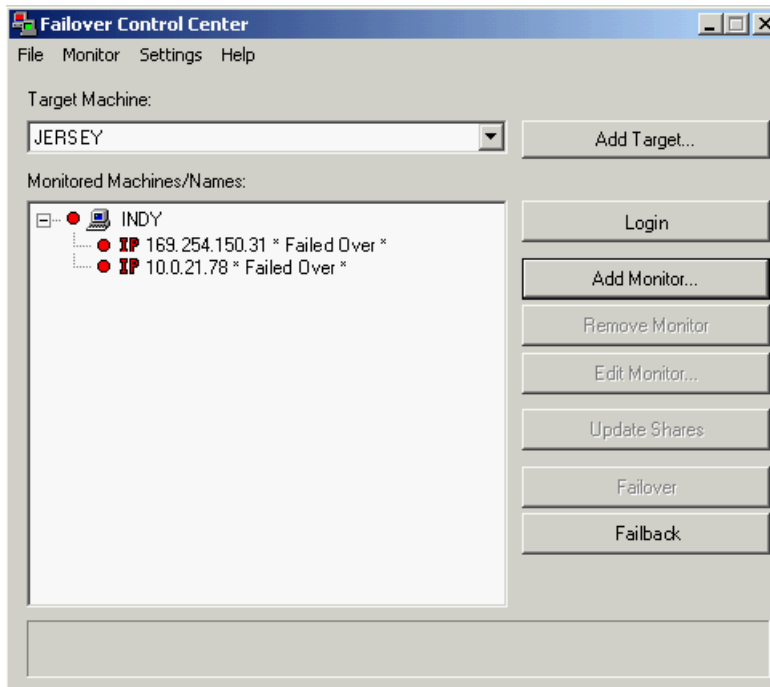 Failover Control Center
File Monitor Settings Help
Target Machine:
JERSEY
Add Target...
Monitored Machines/Names:
INDY
IP 169.254.150.31 * Failed Over *
IP 10.0.21.78 * Failed Over *
Login
Add Monitor...
Remove Monitor
Edit Monitor...
Update Shares
Failover
Failback